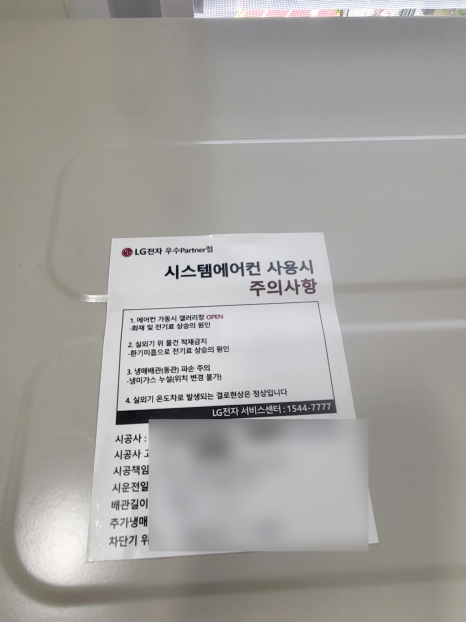 LG전자 우수Partner점
시스템에어컨 사용시
주의사항
1. 에어컨 가동시 갤러리창 OPEN
-화재 및 전기료 상승의 원인
2. 실외기 위 물건 적재금지
-환기미흡으로 전기료 상승의 원인
3. 냉매배관(동관) 파손 주의
-냉미가스 누설(위치 변경 불가)
4. 실외기 온도차로 발생되는 결로현상은 정상입니다
LG전자 서비스센터 : 1544-7777
시공사 :
시공사 고
시공책임
시운전일
배관길이
추가냉매
차단기 위